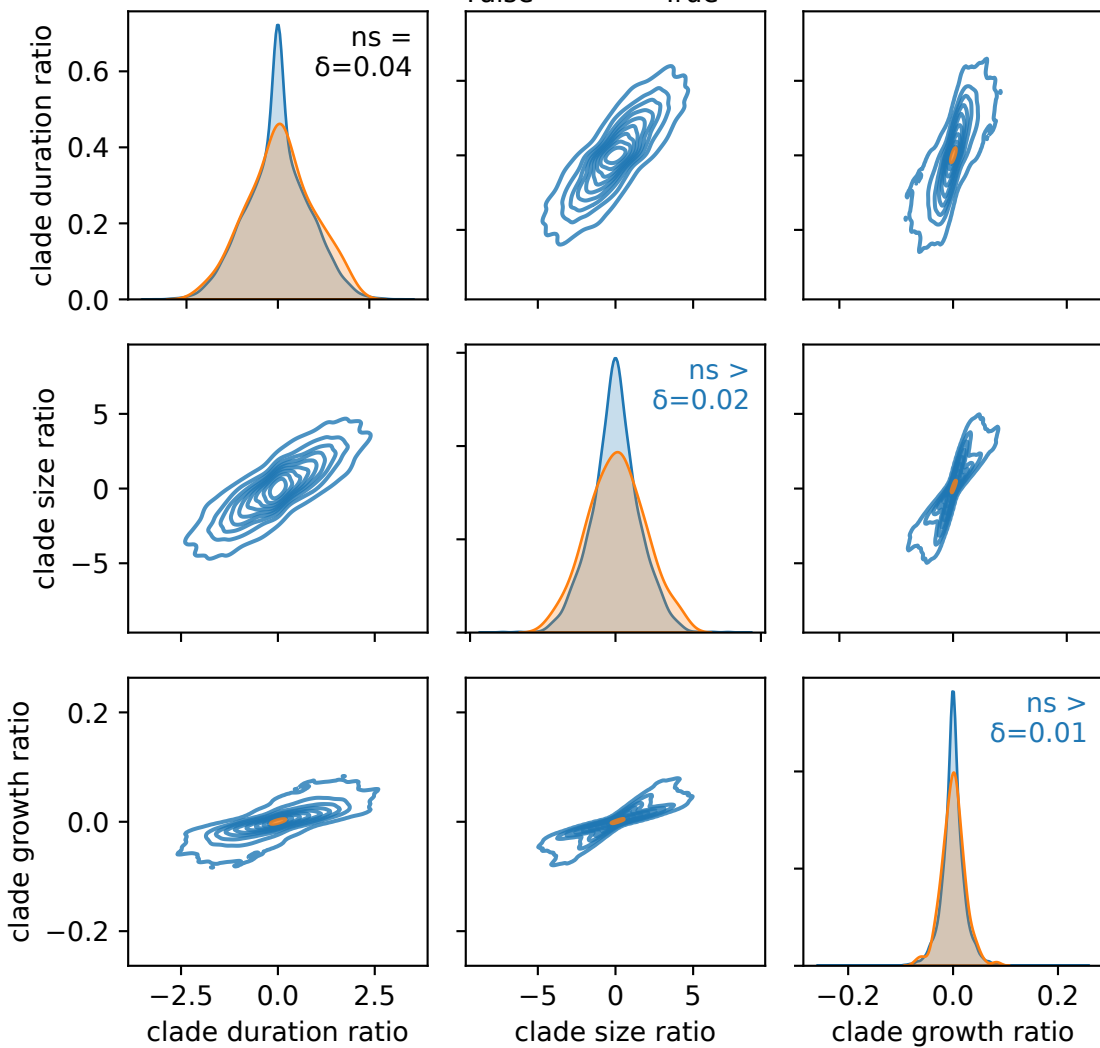 clade duration ratio
0.6
0.4
0.2
0.0
ns =
δ=0.04
clade size ratio
5
0
−5
ns >
δ=0.02
clade growth ratio
0.2
0.0
−0.2
ns >
δ=0.01
−2.5 0.0 2.5
−5 0 5
−0.2 0.0 0.2
clade duration ratio
clade size ratio
clade growth ratio